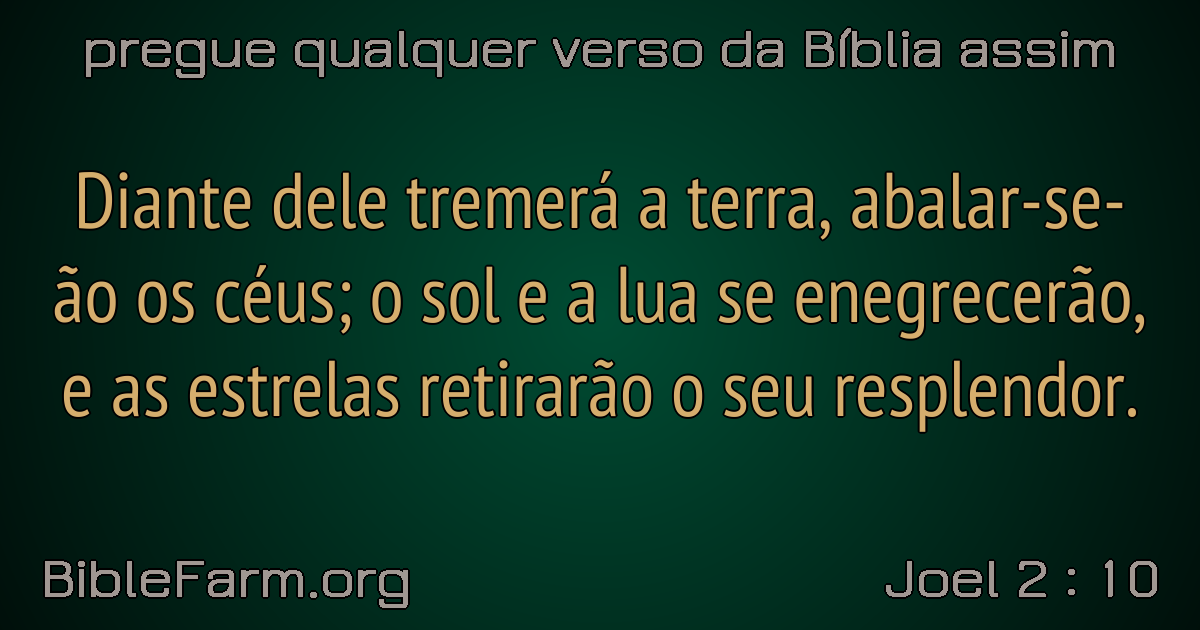 pregue qualquer verso da Bíblia assim
Diante dele tremerá a terra, abalar-se-
ão os céus; o sol e a lua se enegrecerão,
e as estrelas retirarão o seu resplendor.
BibleFarm.org
Joel 2 : 10